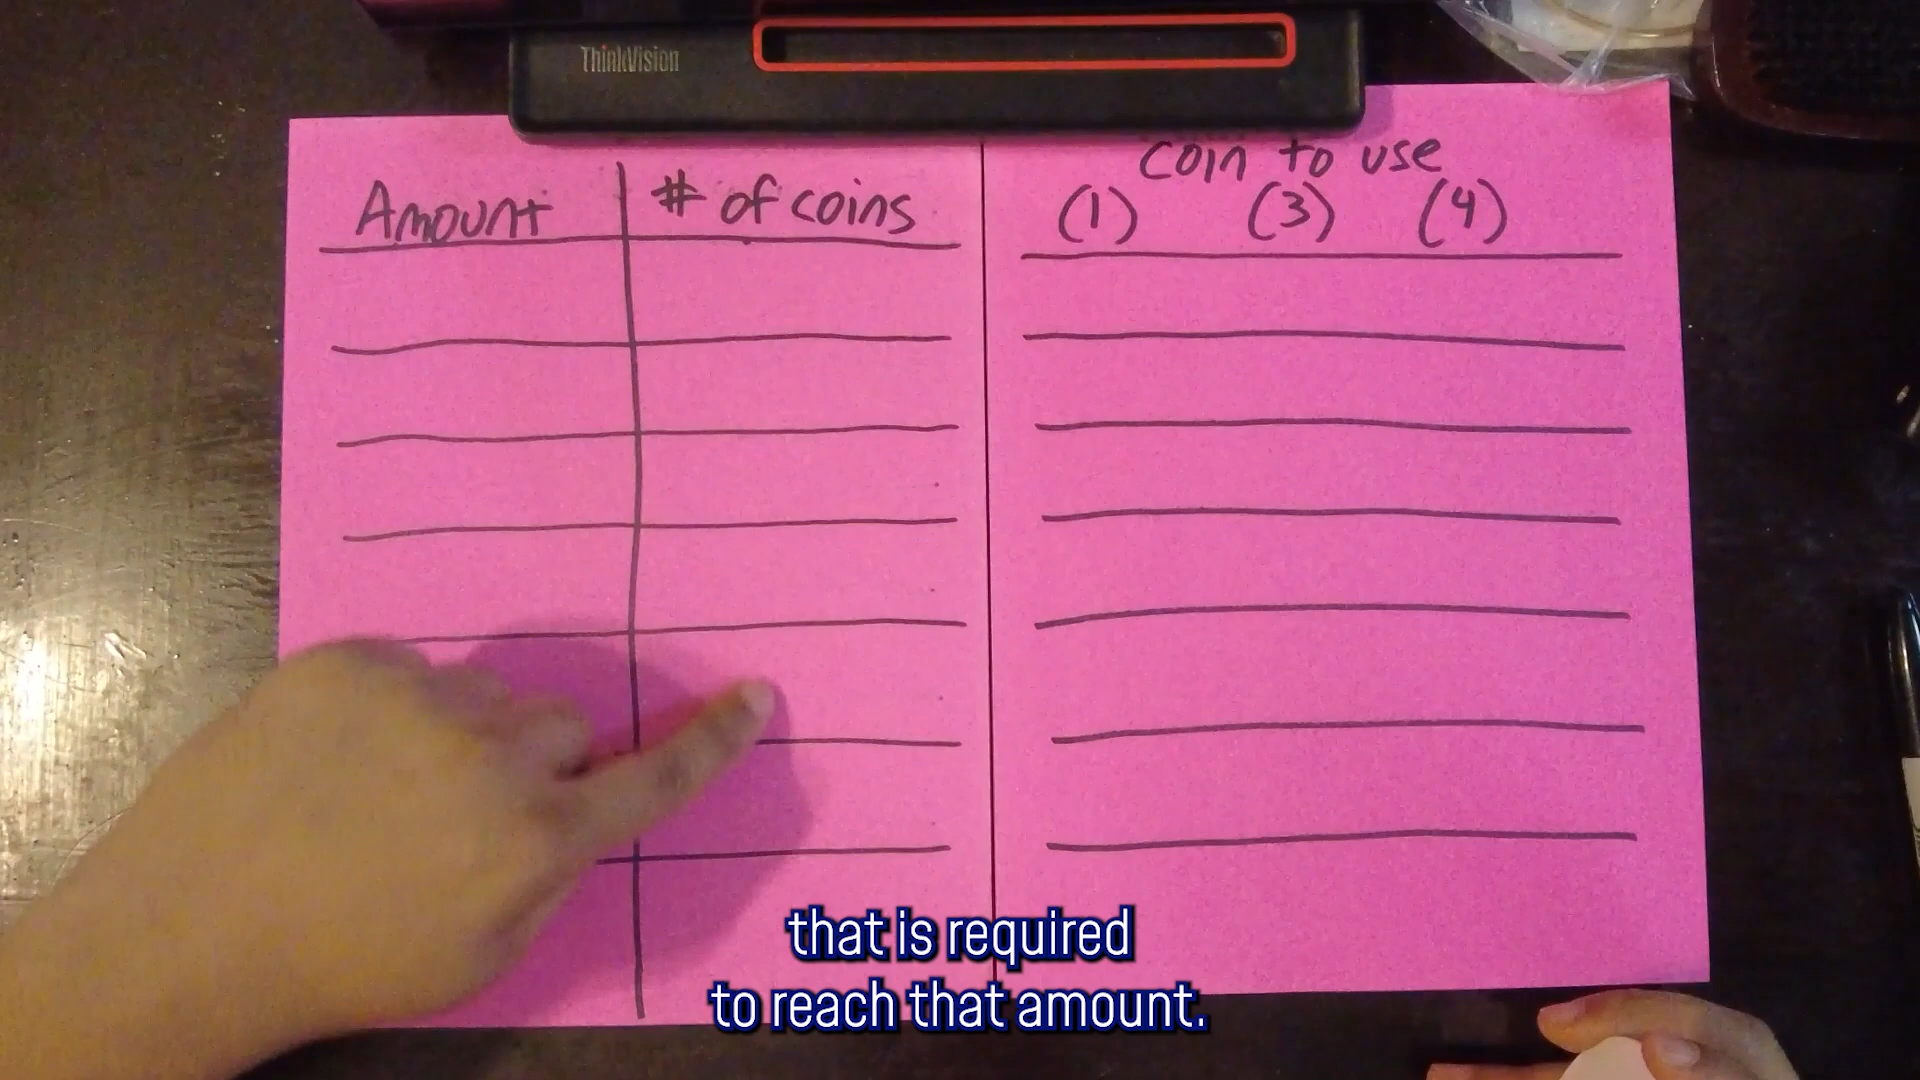 ThinkVision
Amount # of coins
coin to use
(1) (3) (4)
that is required
to reach that amount.